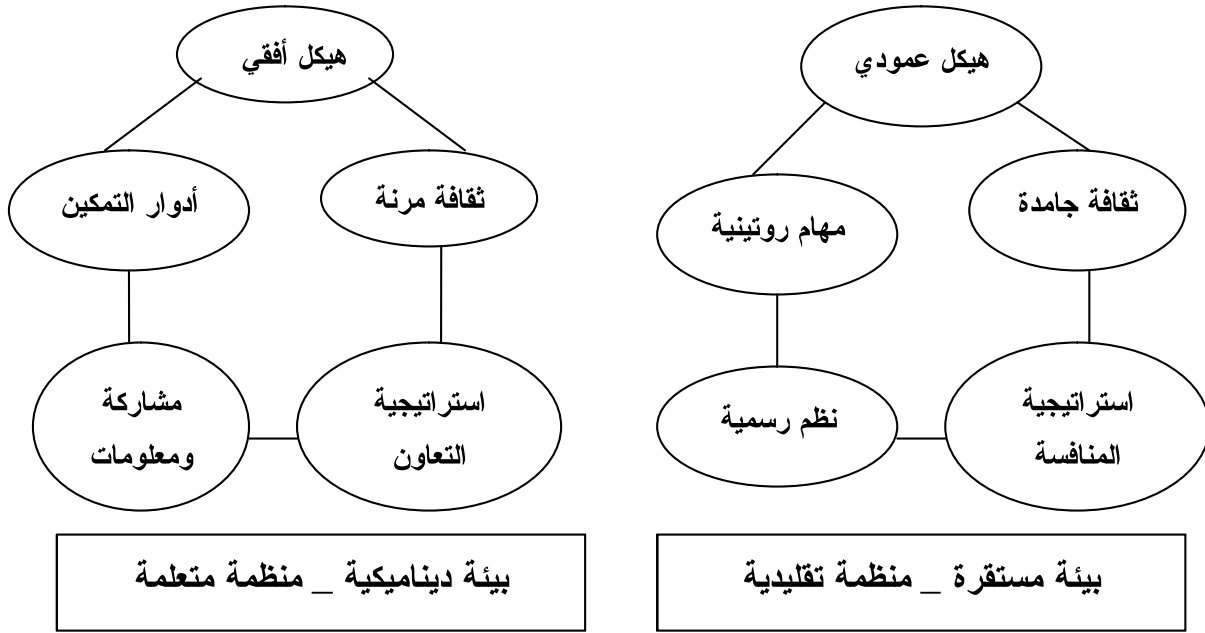 هيكل عمودي
ثقافة جامدة
مهام روتينية
استراتيجية
المنافسة
نظم رسمية
بيئة مستقرة _ منظمة تقليدية
هيكل أفقي
ثقافة مرنة
أدوار التمكين
استراتيجية
التعاون
مشاركة
ومعلومات
بيئة ديناميكية _ منظمة متعلمة